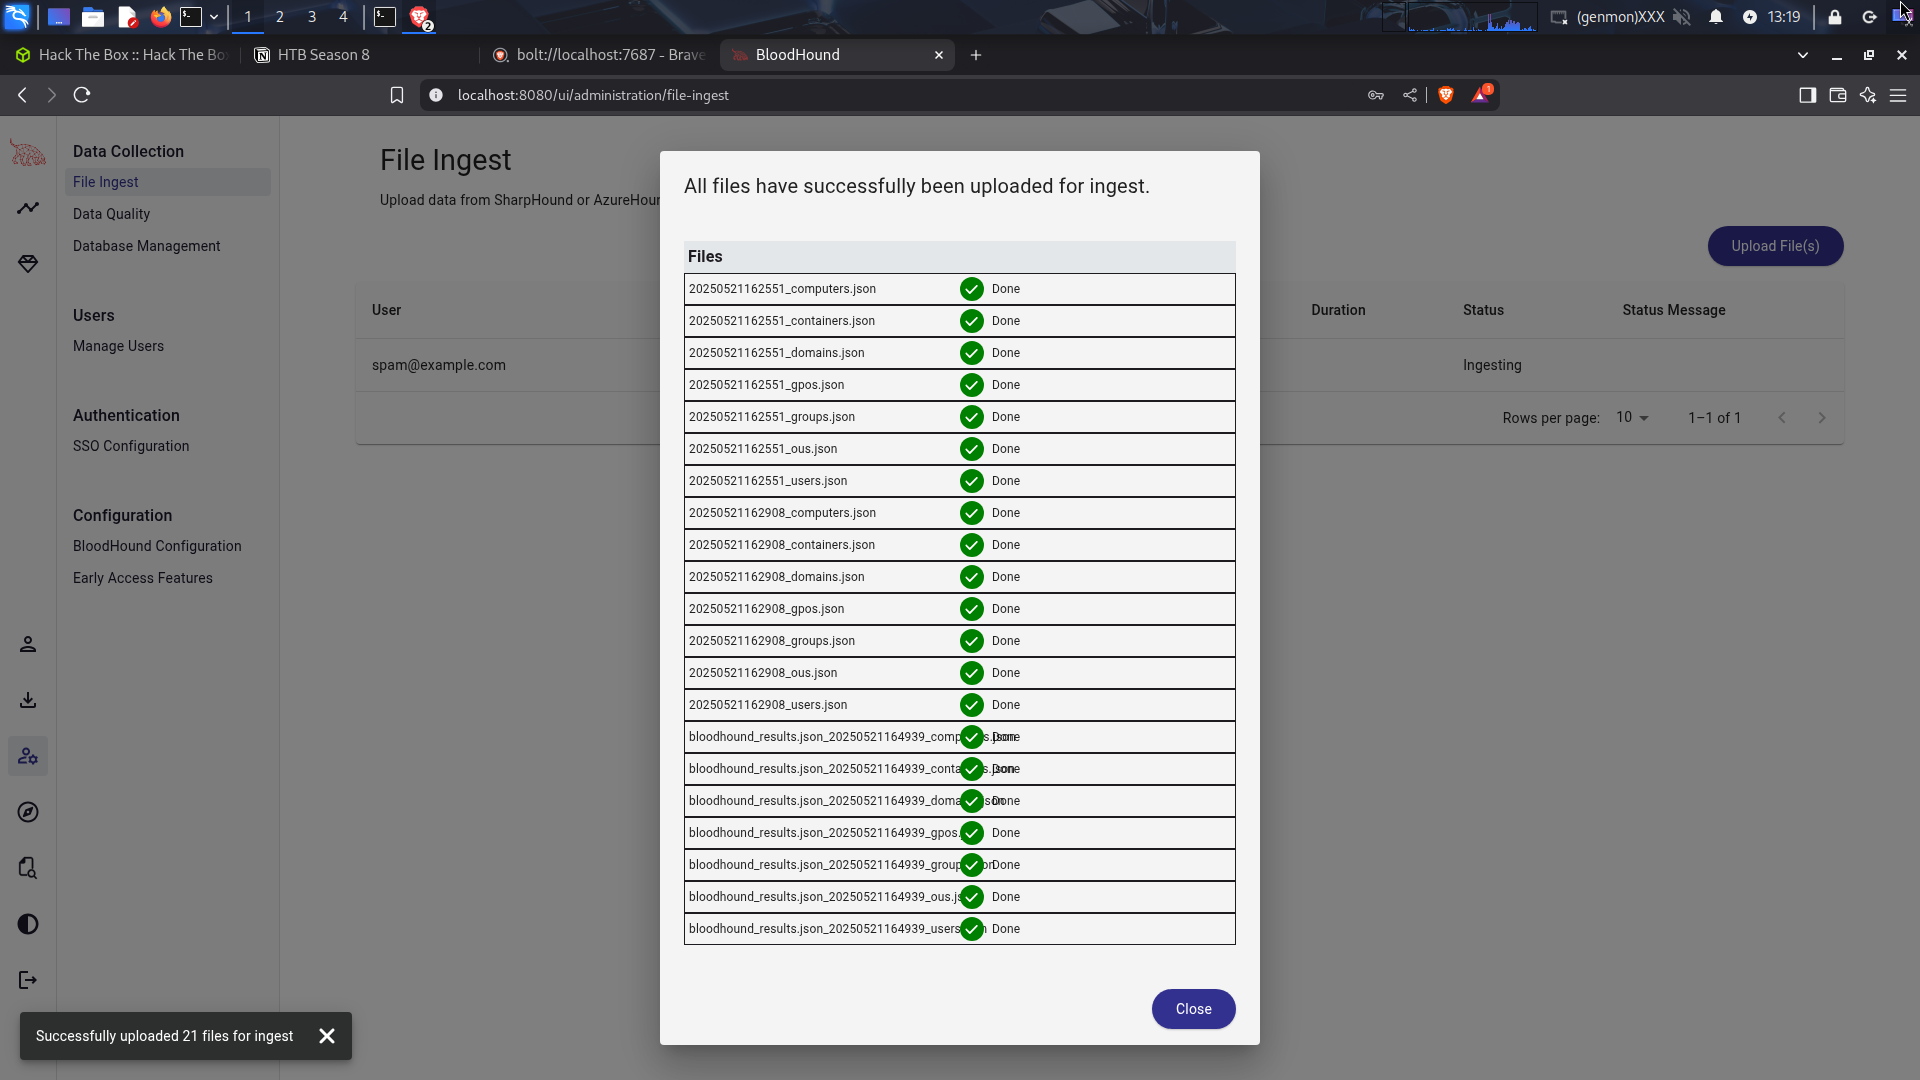 1 2 3 4
2
(genmon)XXX
13:19
Hack The Box :: Hack The Bo
HTB Season 8
bolt://localhost:7687 - Brave
BloodHound
localhost:8080/ui/administration/file-ingest
1
Data Collection
File Ingest
Data Quality
Database Management
Users
Manage Users
Authentication
SSO Configuration
Configuration
BloodHound Configuration
Early Access Features
File Ingest
Upload data from SharpHound or AzureHoun
Upload File(s)
User
Duration
Status
Status Message
spam@example.com
Ingesting
Rows per page: 10
1–1 of 1
All files have successfully been uploaded for ingest.
Files
20250521162551_computers.json Done
20250521162551_containers.json Done
20250521162551_domains.json Done
20250521162551_gpos.json Done
20250521162551_groups.json Done
20250521162551_ous.json Done
20250521162551_users.json Done
20250521162908_computers.json Done
20250521162908_containers.json Done
20250521162908_domains.json Done
20250521162908_gpos.json Done
20250521162908_groups.json Done
20250521162908_ous.json Done
20250521162908_users.json Done
bloodhound_results.json_20250521164939_comp s.json Done
bloodhound_results.json_20250521164939_conta s.json Done
bloodhound_results.json_20250521164939_doma json Done
bloodhound_results.json_20250521164939_gpos. Done
bloodhound_results.json_20250521164939_group on Done
bloodhound_results.json_20250521164939_ous.js Done
bloodhound_results.json_20250521164939_users n Done
Close
Successfully uploaded 21 files for ingest